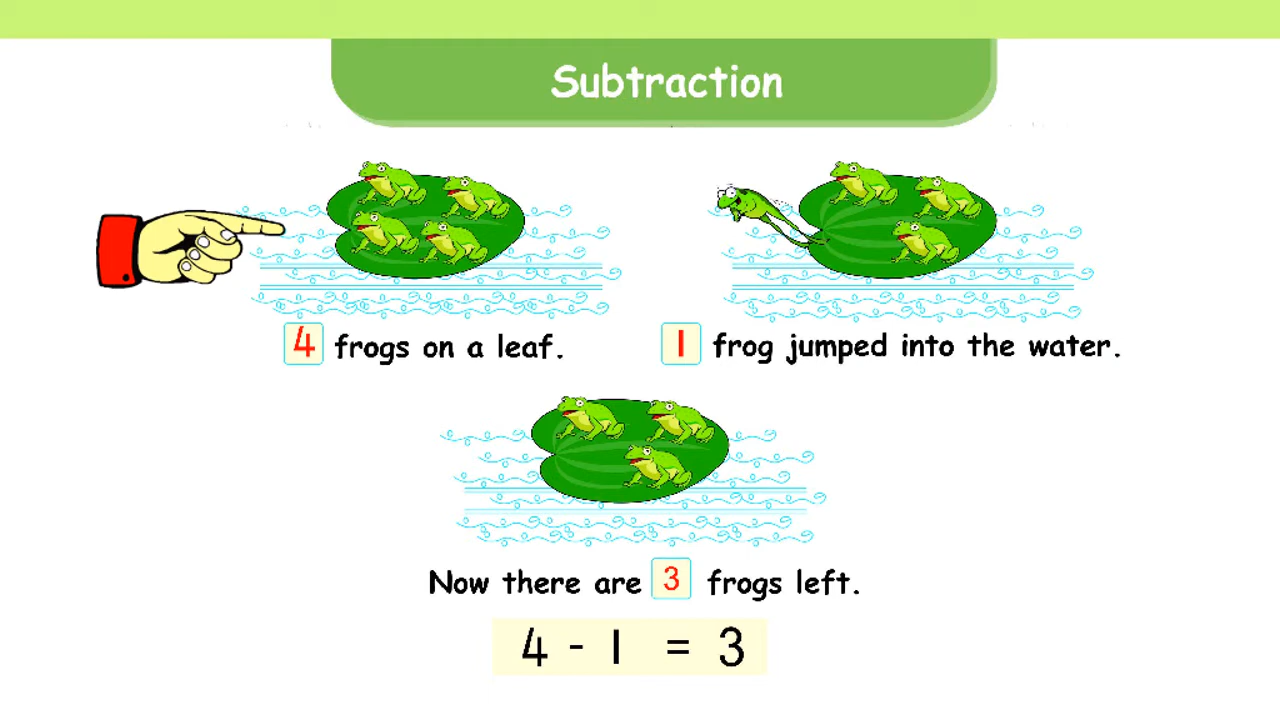 Subtraction
4 frogs on a leaf.
1 frog jumped into the water.
Now there are 3 frogs left.
4 - 1 = 3